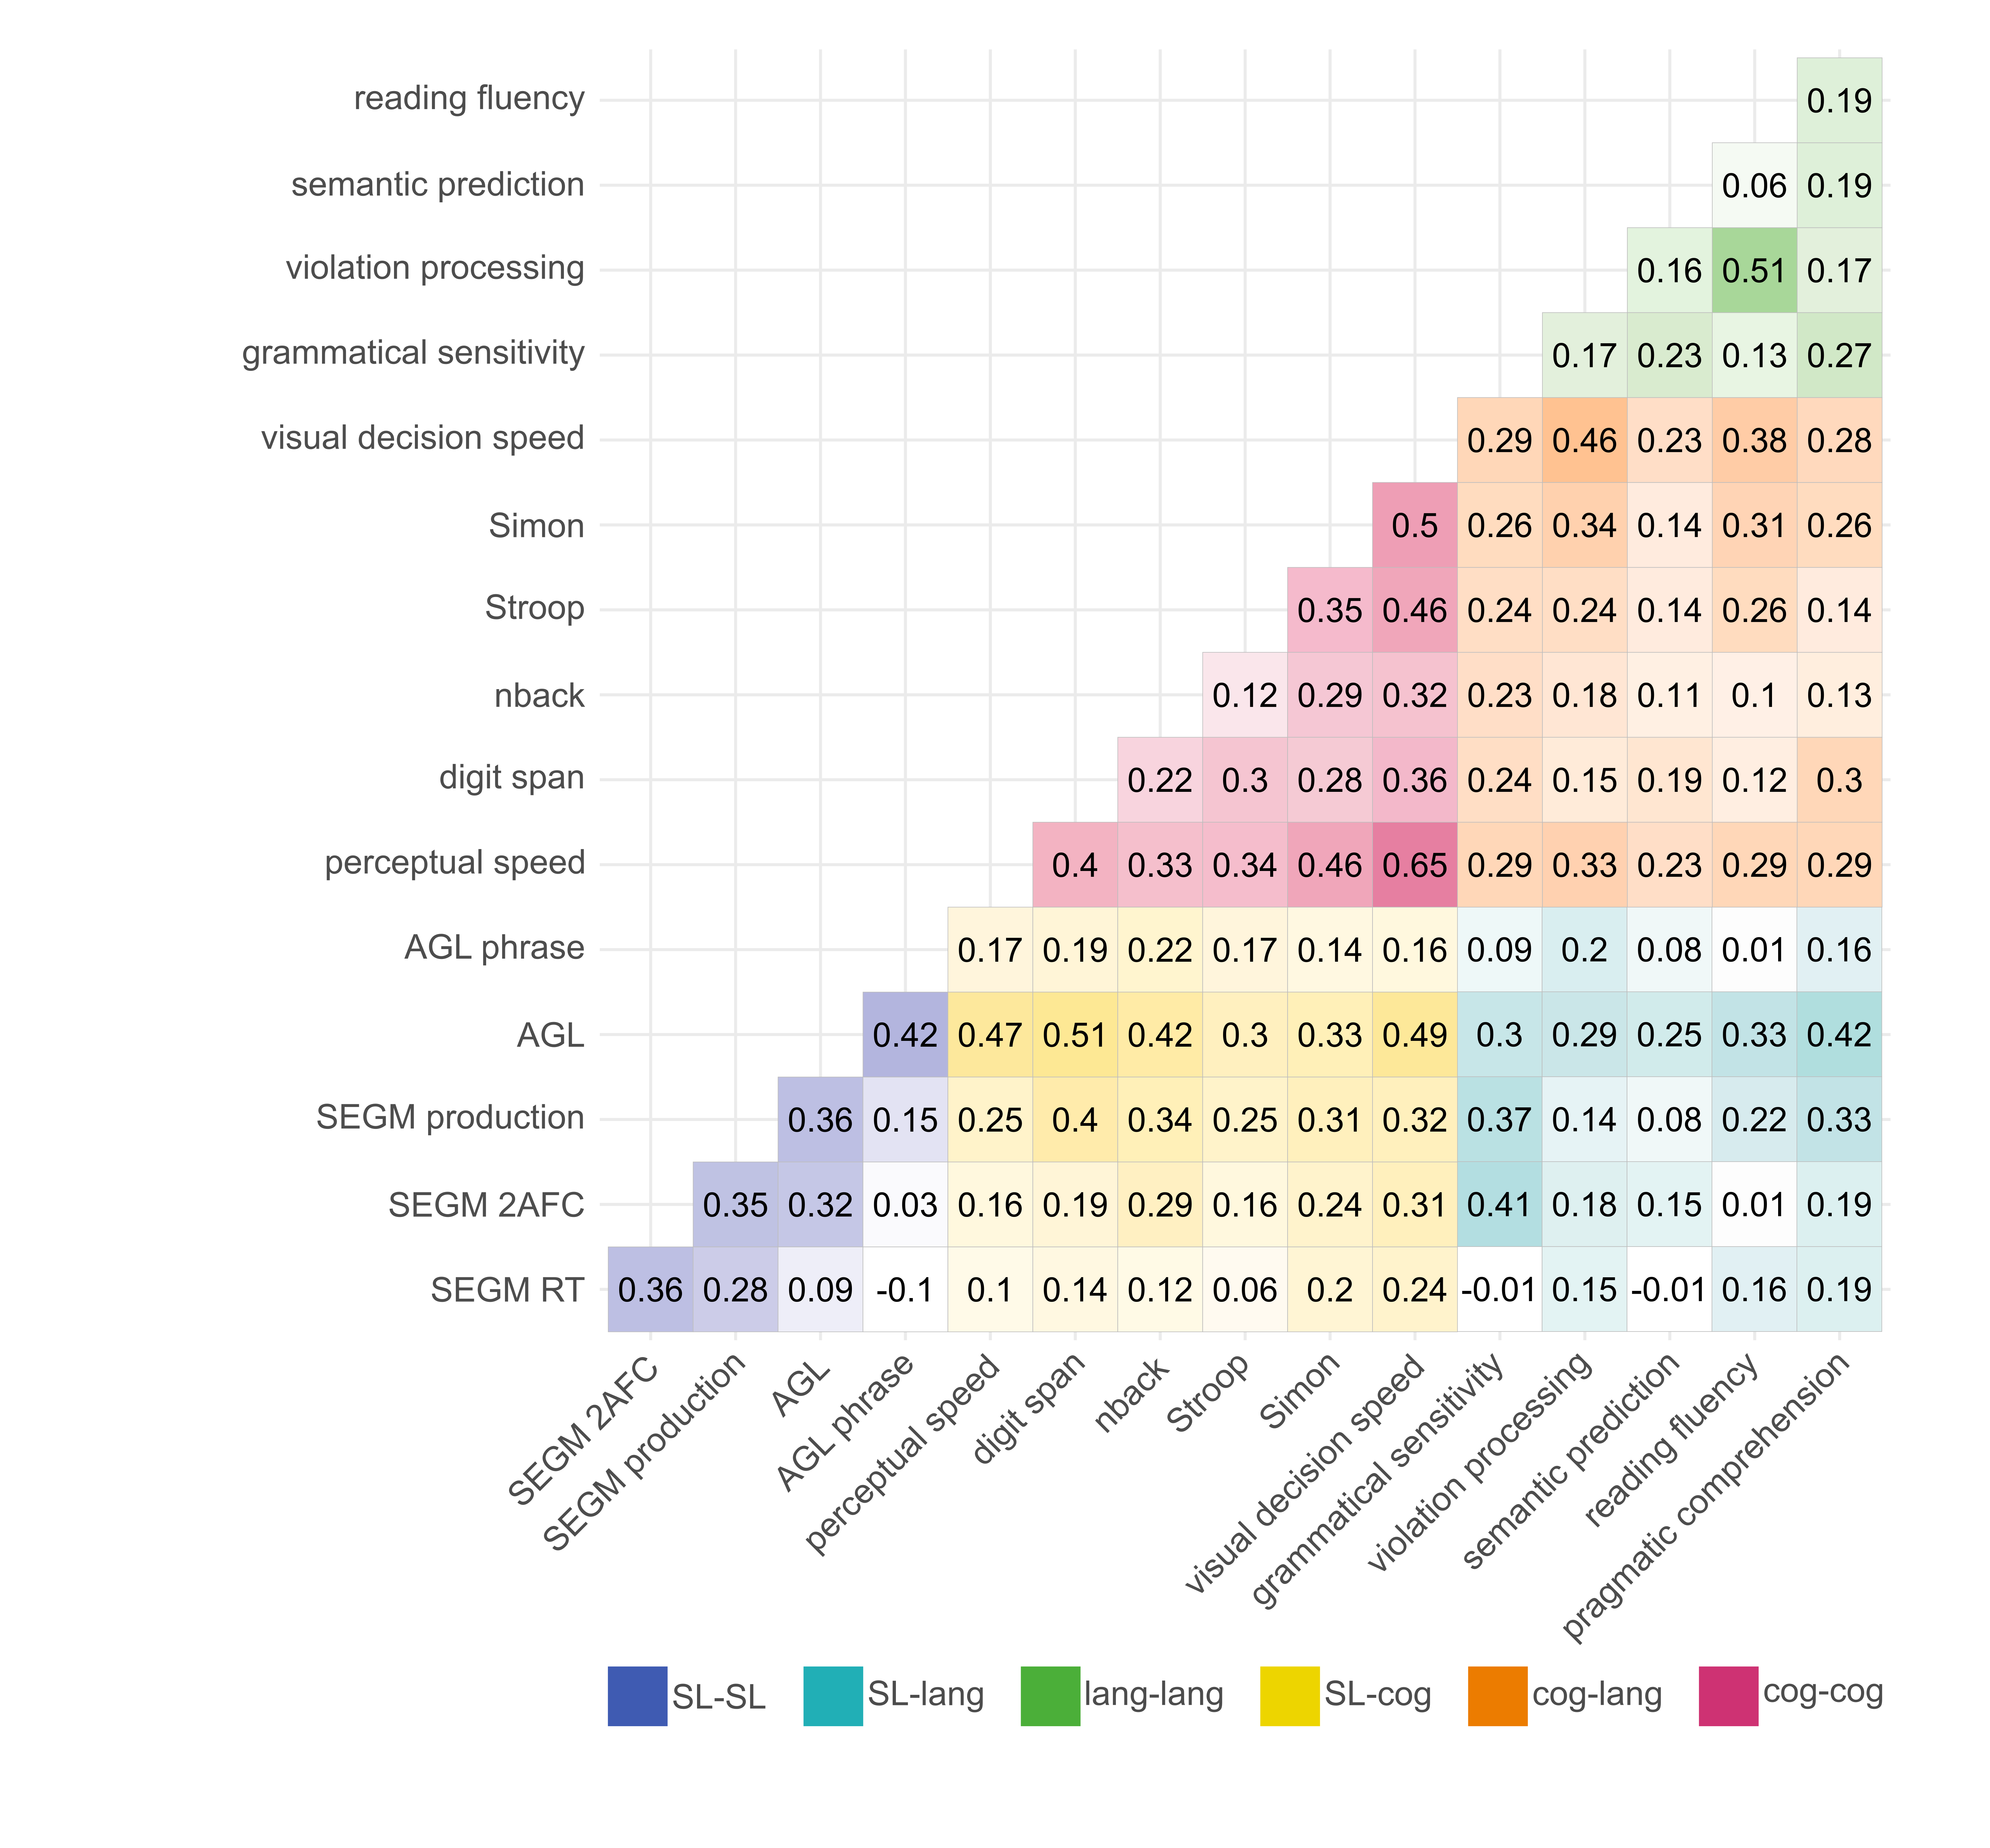 reading fluency 0.19
semantic prediction 0.06 0.19
violation processing 0.16 0.51 0.17
grammatical sensitivity 0.17 0.23 0.13 0.27
visual decision speed 0.29 0.46 0.23 0.38 0.28
Simon 0.5 0.26 0.34 0.14 0.31 0.26
Stroop 0.35 0.46 0.24 0.24 0.14 0.26 0.14
nback 0.12 0.29 0.32 0.23 0.18 0.11 0.1 0.13
digit span 0.22 0.3 0.28 0.36 0.24 0.15 0.19 0.12 0.3
perceptual speed 0.4 0.33 0.34 0.46 0.65 0.29 0.33 0.23 0.29 0.29
AGL phrase 0.17 0.19 0.22 0.17 0.14 0.16 0.09 0.2 0.08 0.01 0.16
AGL 0.42 0.47 0.51 0.42 0.3 0.33 0.49 0.3 0.29 0.25 0.33 0.42
SEGM production 0.36 0.15 0.25 0.4 0.34 0.25 0.31 0.32 0.37 0.14 0.08 0.22 0.33
SEGM 2AFC 0.35 0.32 0.03 0.16 0.19 0.29 0.16 0.24 0.31 0.41 0.18 0.15 0.01 0.19
SEGM RT 0.36 0.28 0.09 -0.1 0.1 0.14 0.12 0.06 0.2 0.24 -0.01 0.15 -0.01 0.16 0.19
SEGM 2AFC
SEGM production
AGL
AGL phrase
perceptual speed
digit span
nback
Stroop
Simon
visual decision speed
grammatical sensitivity
violation processing
semantic prediction
reading fluency
pragmatic comprehension
SL-SL SL-lang lang-lang SL-cog cog-lang cog-cog